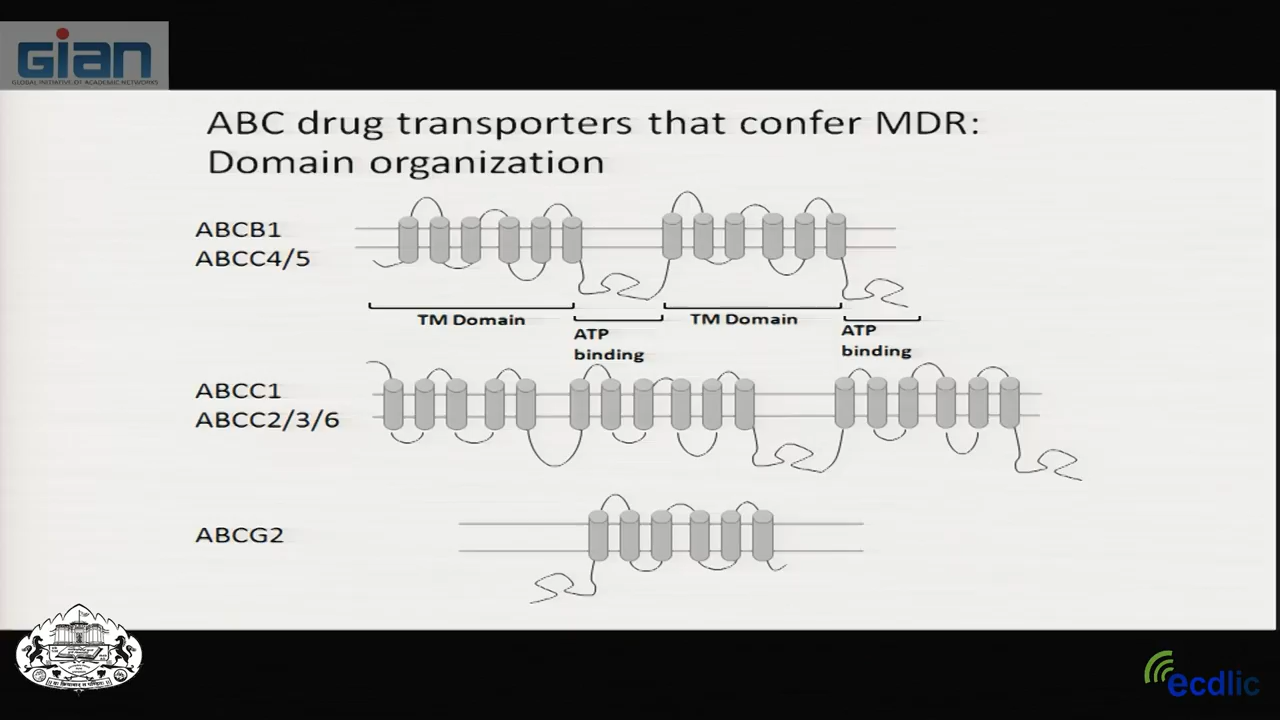 GIAN
GLOBAL INITIATIVE OF ACADEMIC NETWORKS
ABC drug transporters that confer MDR:
Domain organization
ABCB1
ABCC4/5
TM Domain
ATP
binding
TM Domain
ATP
binding
ABCC1
ABCC2/3/6
ABCG2
ecdlic